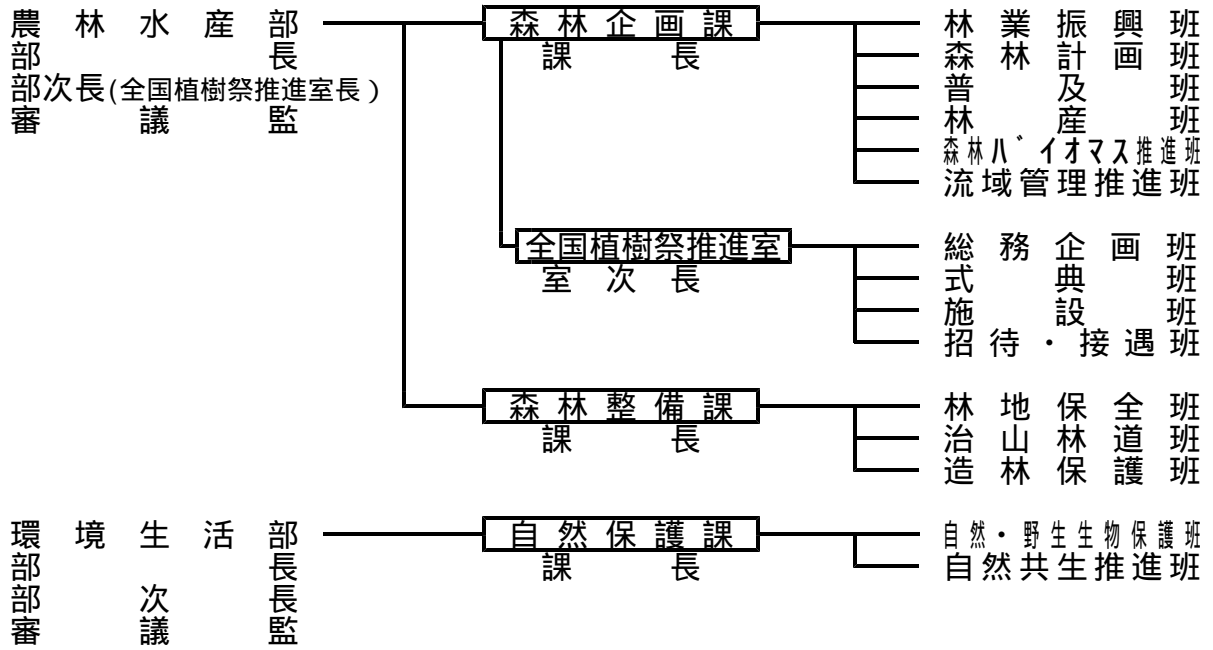 農林水産部 森林企画課 林業振興班
部長 課長 森林計画班
部次長(全国植樹祭推進室長) 普及班
審議監 林産班
森林バイオマス推進班
流域管理推進班
全国植樹祭推進室 総務企画班
室次長 式典班
施設班
招待・接遇班
森林整備課 林地保全班
課長 治山林道班
造林保護班
環境生活部 自然保護課 自然・野生生物保護班
部長 課長 自然共生推進班
部次長
審議監